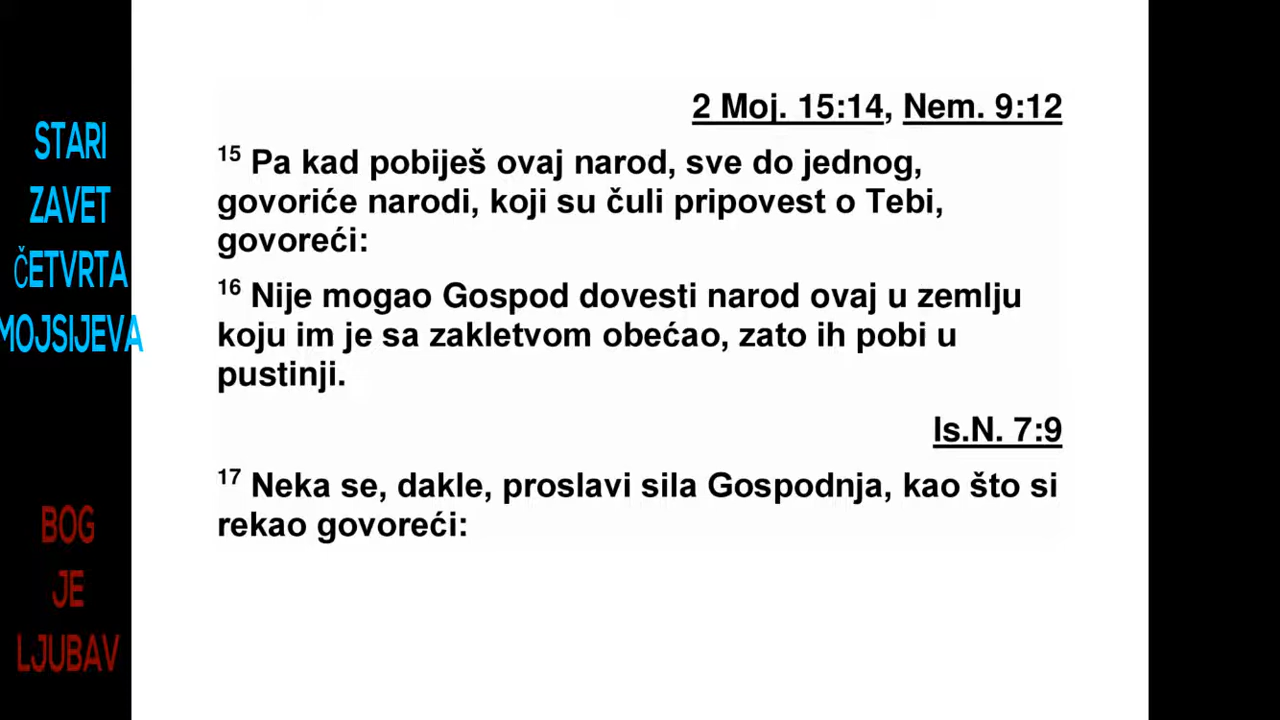 STARI
ZAVET
ČETVRTA
MOJSIJEVA
BOG
JE
LJUBAV
2 Moj. 15:14, Nem. 9:12
15 Pa kad pobiješ ovaj narod, sve do jednog,
govoriće narodi, koji su čuli pripovest o Tebi,
govoreći:
16 Nije mogao Gospod dovesti narod ovaj u zemlju
koju im je sa zakletvom obećao, zato ih pobi u
pustinji.
Is.N. 7:9
17 Neka se, dakle, proslavi sila Gospodnja, kao što si
rekao govoreći: